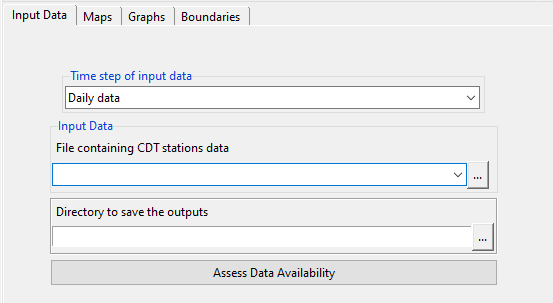 Input Data Maps Graphs Boundaries
Time step of input data
Daily data
Input Data
File containing CDT stations data
...
Directory to save the outputs
...
Assess Data Availability